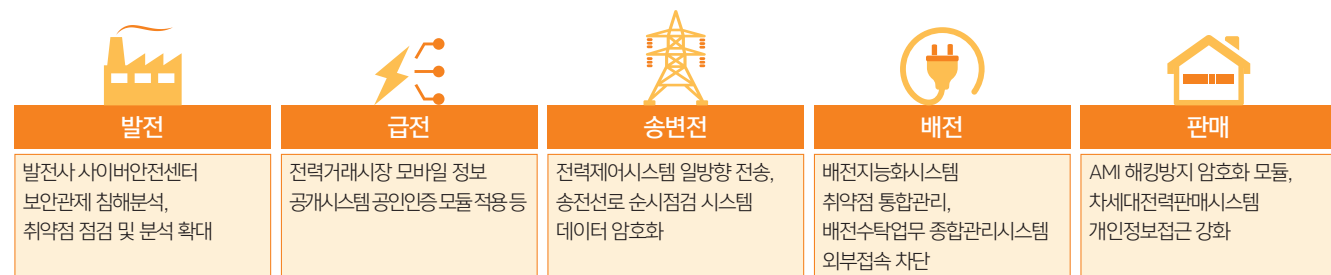 발전
발전사 사이버안전센터
보안관제 침해분석,
취약점 점검 및 분석 확대
급전
전력거래시장 모바일 정보
공개시스템 공인인증 모듈 적용 등
송변전
전력제어시스템 일방향 전송,
송전선로 순시점검 시스템
데이터 암호화
배전
배전지능화시스템
취약점 통합관리,
배전수탁업무 종합관리시스템
외부접속 차단
판매
AMI 해킹방지 암호화 모듈,
차세대전력판매시스템
개인정보접근 강화